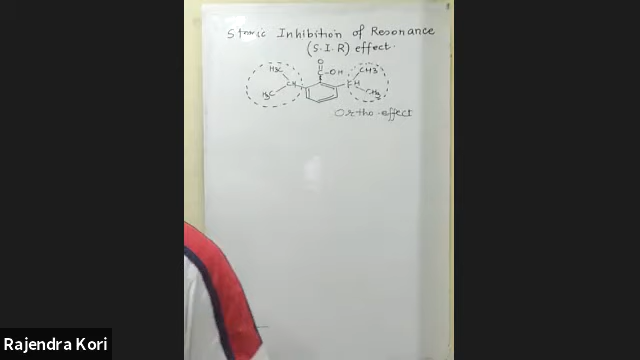 Steric Inhibition of Resonance
(S.I.R) effect.
O
H3C C-OH CH3
CH CH
H3C CH3
Ortho effect
Rajendra Kori